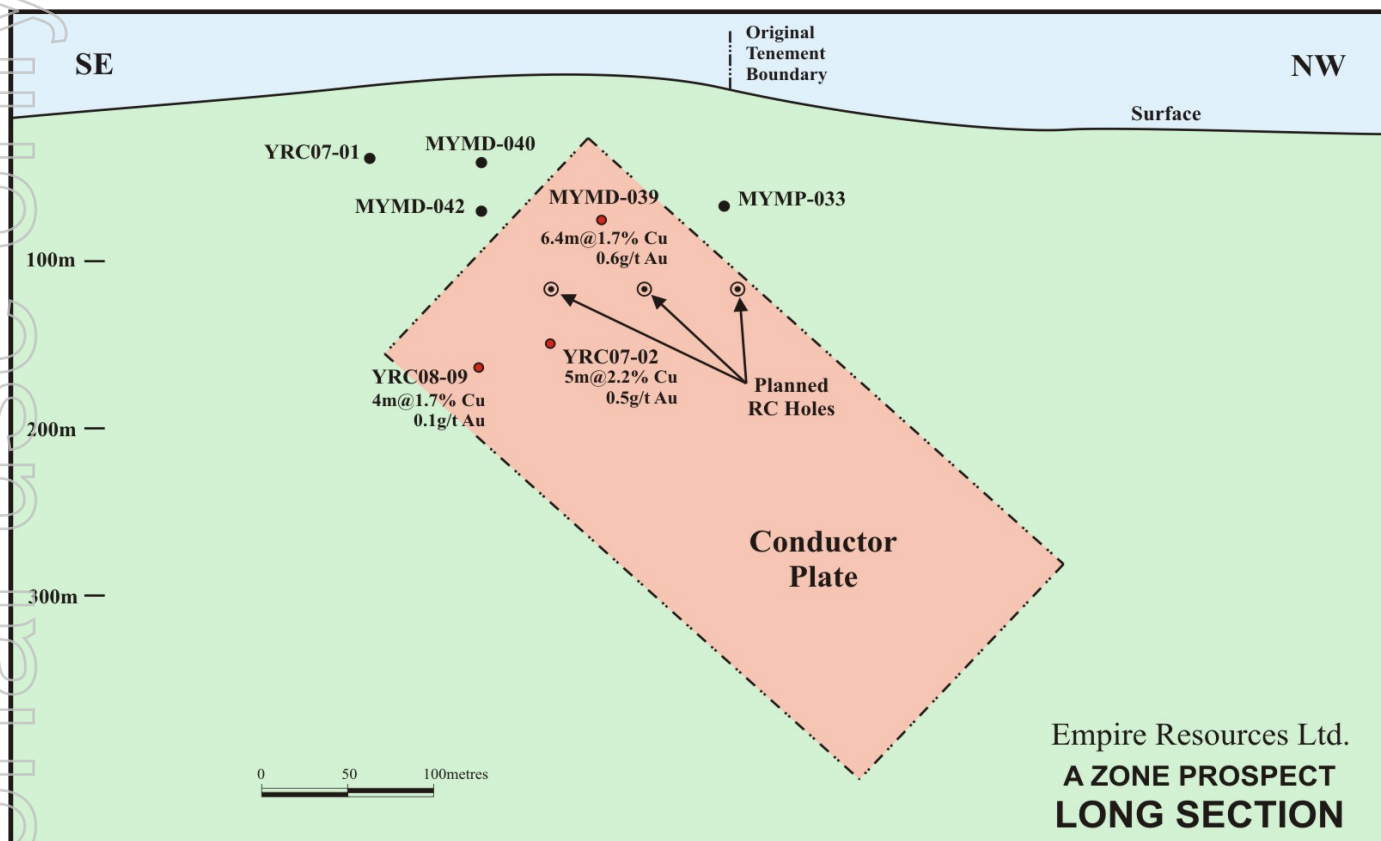 SE
Original
Tenement
Boundary
NW
Surface
YRC07-01
MYMD-040
MYMD-042
MYMD-039
6.4m@1.7% Cu
0.6g/t Au
MYMP-033
100m
YRC07-02
5m@2.2% Cu
0.5g/t Au
YRC08-09
4m@1.7% Cu
0.1g/t Au
Planned
RC Holes
200m
Conductor
Plate
300m
0 50 100metres
Empire Resources Ltd.
A ZONE PROSPECT
LONG SECTION